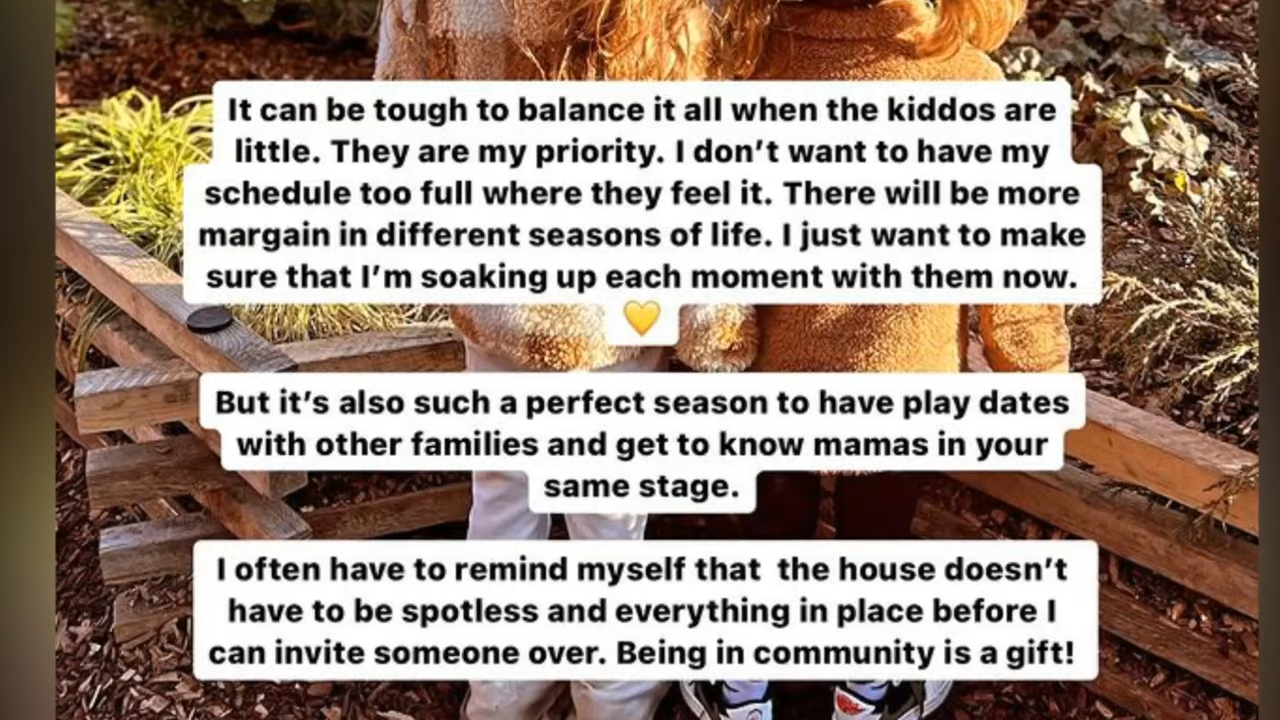 It can be tough to balance it all when the kiddos are
little. They are my priority. I don't want to have my
schedule too full where they feel it. There will be more
margin in different seasons of life. I just want to make
sure that I'm soaking up each moment with them now.
💛
But it's also such a perfect season to have play dates
with other families and get to know mamas in your
same stage.
I often have to remind myself that  the house doesn't
have to be spotless and everything in place before I
can invite someone over. Being in community is a gift!